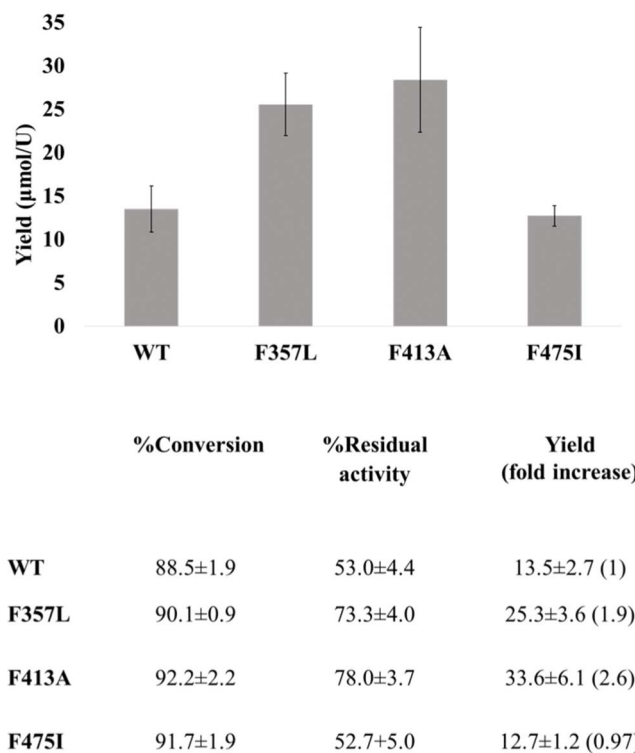 35
30
25
20
15
10
5
0
Yield (µmol/U)
WT F357L F413A F475I
%Conversion %Residual activity Yield (fold increase)
WT 88.5±1.9 53.0±4.4 13.5±2.7 (1)
F357L 90.1±0.9 73.3±4.0 25.3±3.6 (1.9)
F413A 92.2±2.2 78.0±3.7 33.6±6.1 (2.6)
F475I 91.7±1.9 52.7+5.0 12.7±1.2 (0.97)